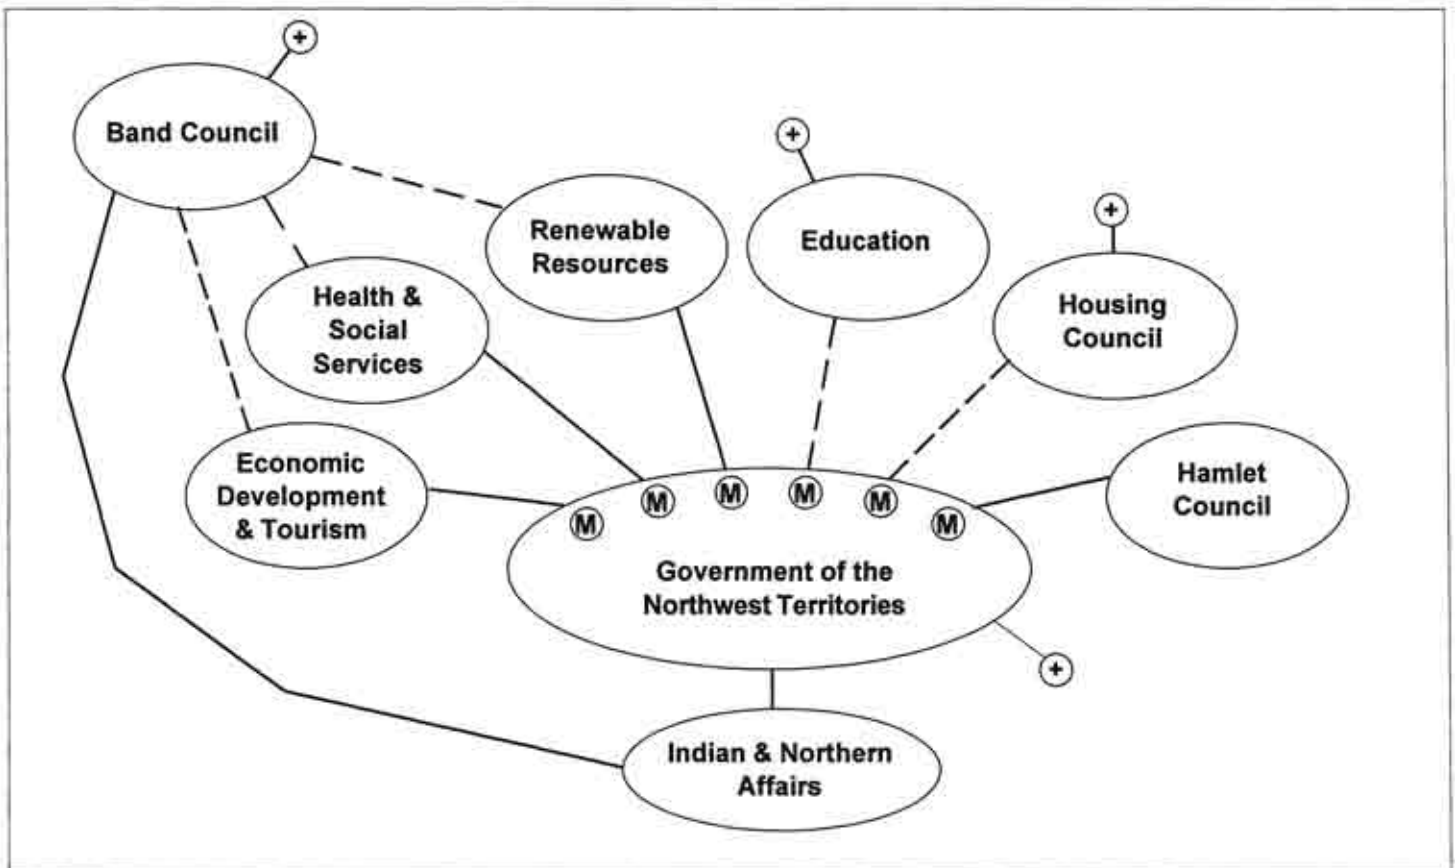 +
Band Council
+
Renewable
Resources
Education
+
Health &
Social
Services
Housing
Council
Economic
Development
& Tourism
Hamlet
Council
M
M
M
M
M
M
Government of the
Northwest Territories
+
Indian & Northern
Affairs